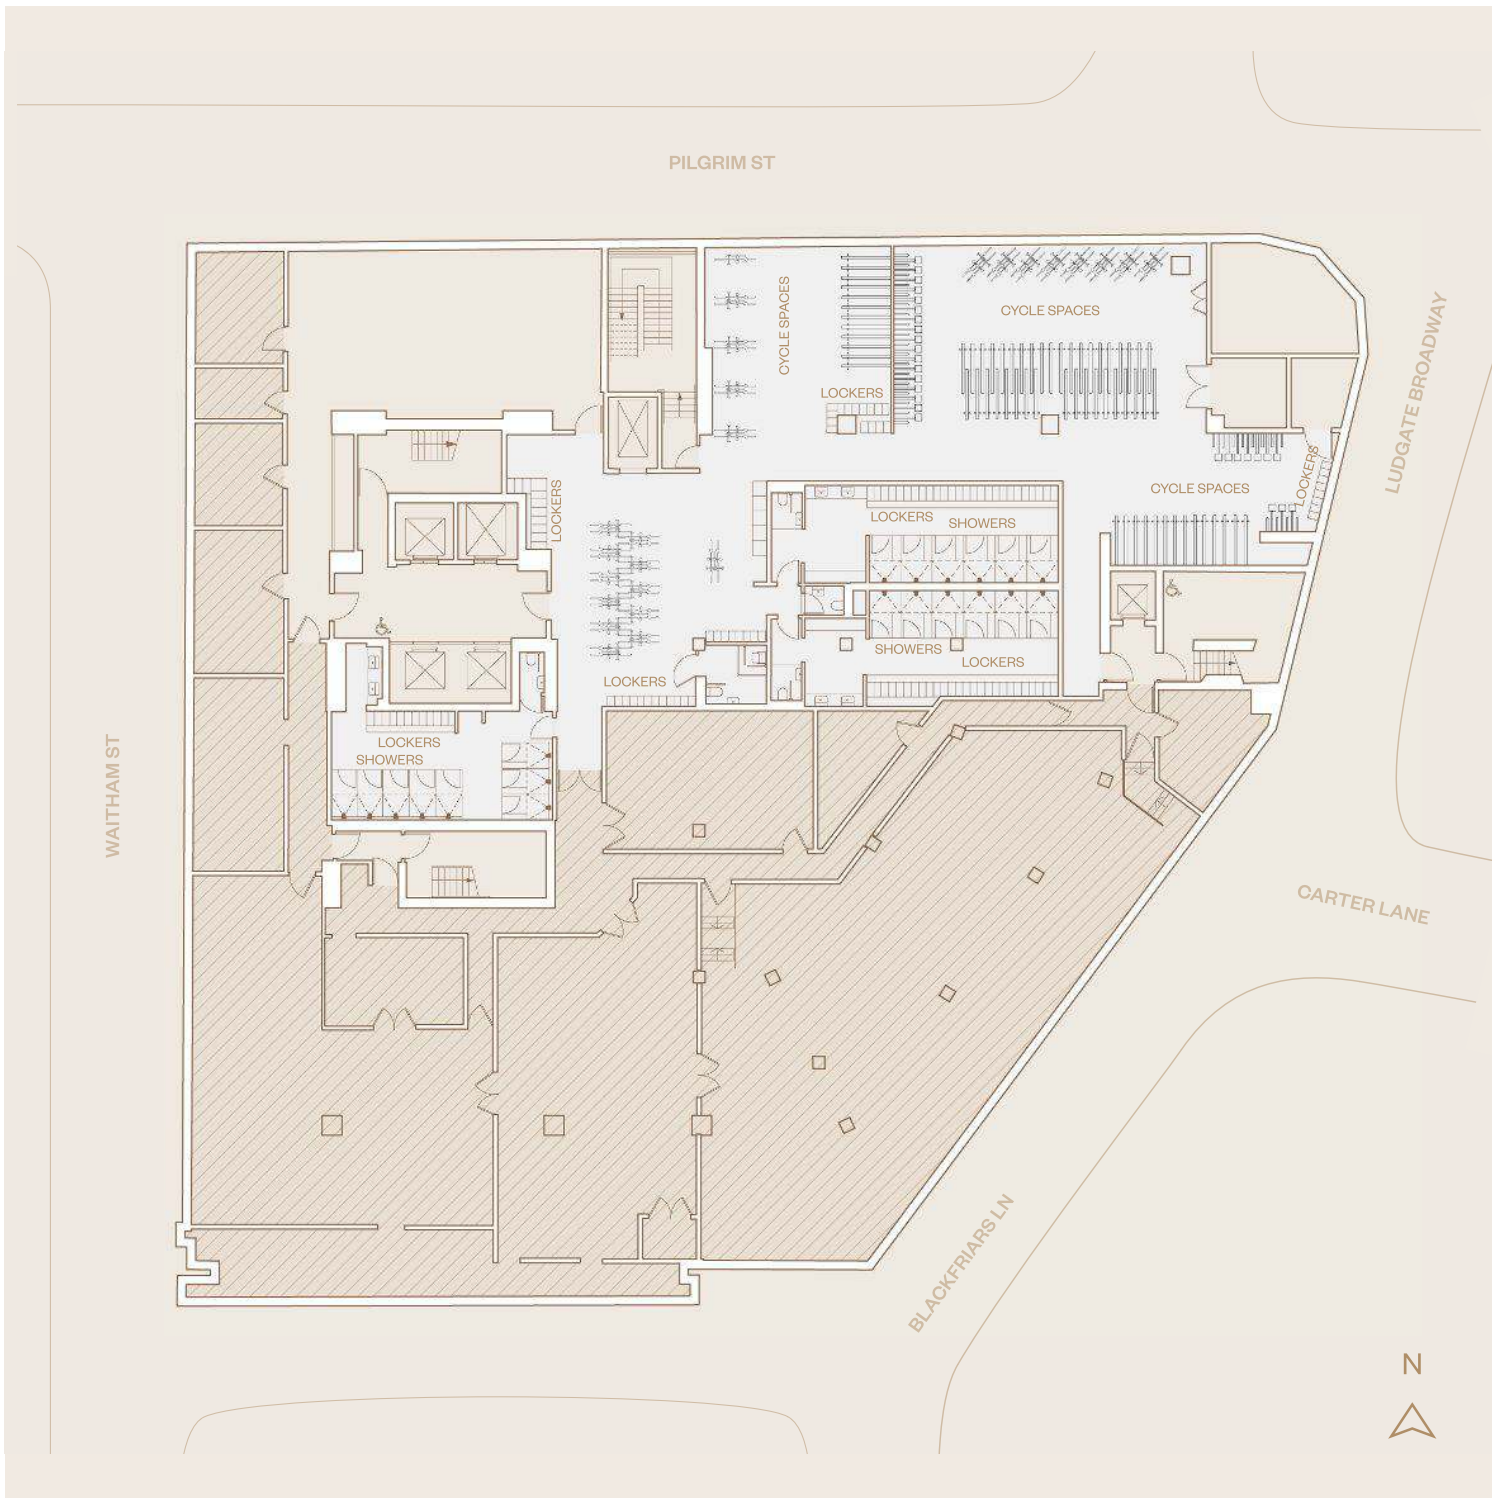 PILGRIM ST
CYCLE SPACES
CYCLE SPACES
LUDGATE BROADWAY
LOCKERS
LOCKERS
CYCLE SPACES
LOCKERS
LOCKERS
SHOWERS
SHOWERS
LOCKERS
LOCKERS
LOCKERS
SHOWERS
WAITHAM ST
CARTER LANE
BLACKFRIARS LN
N